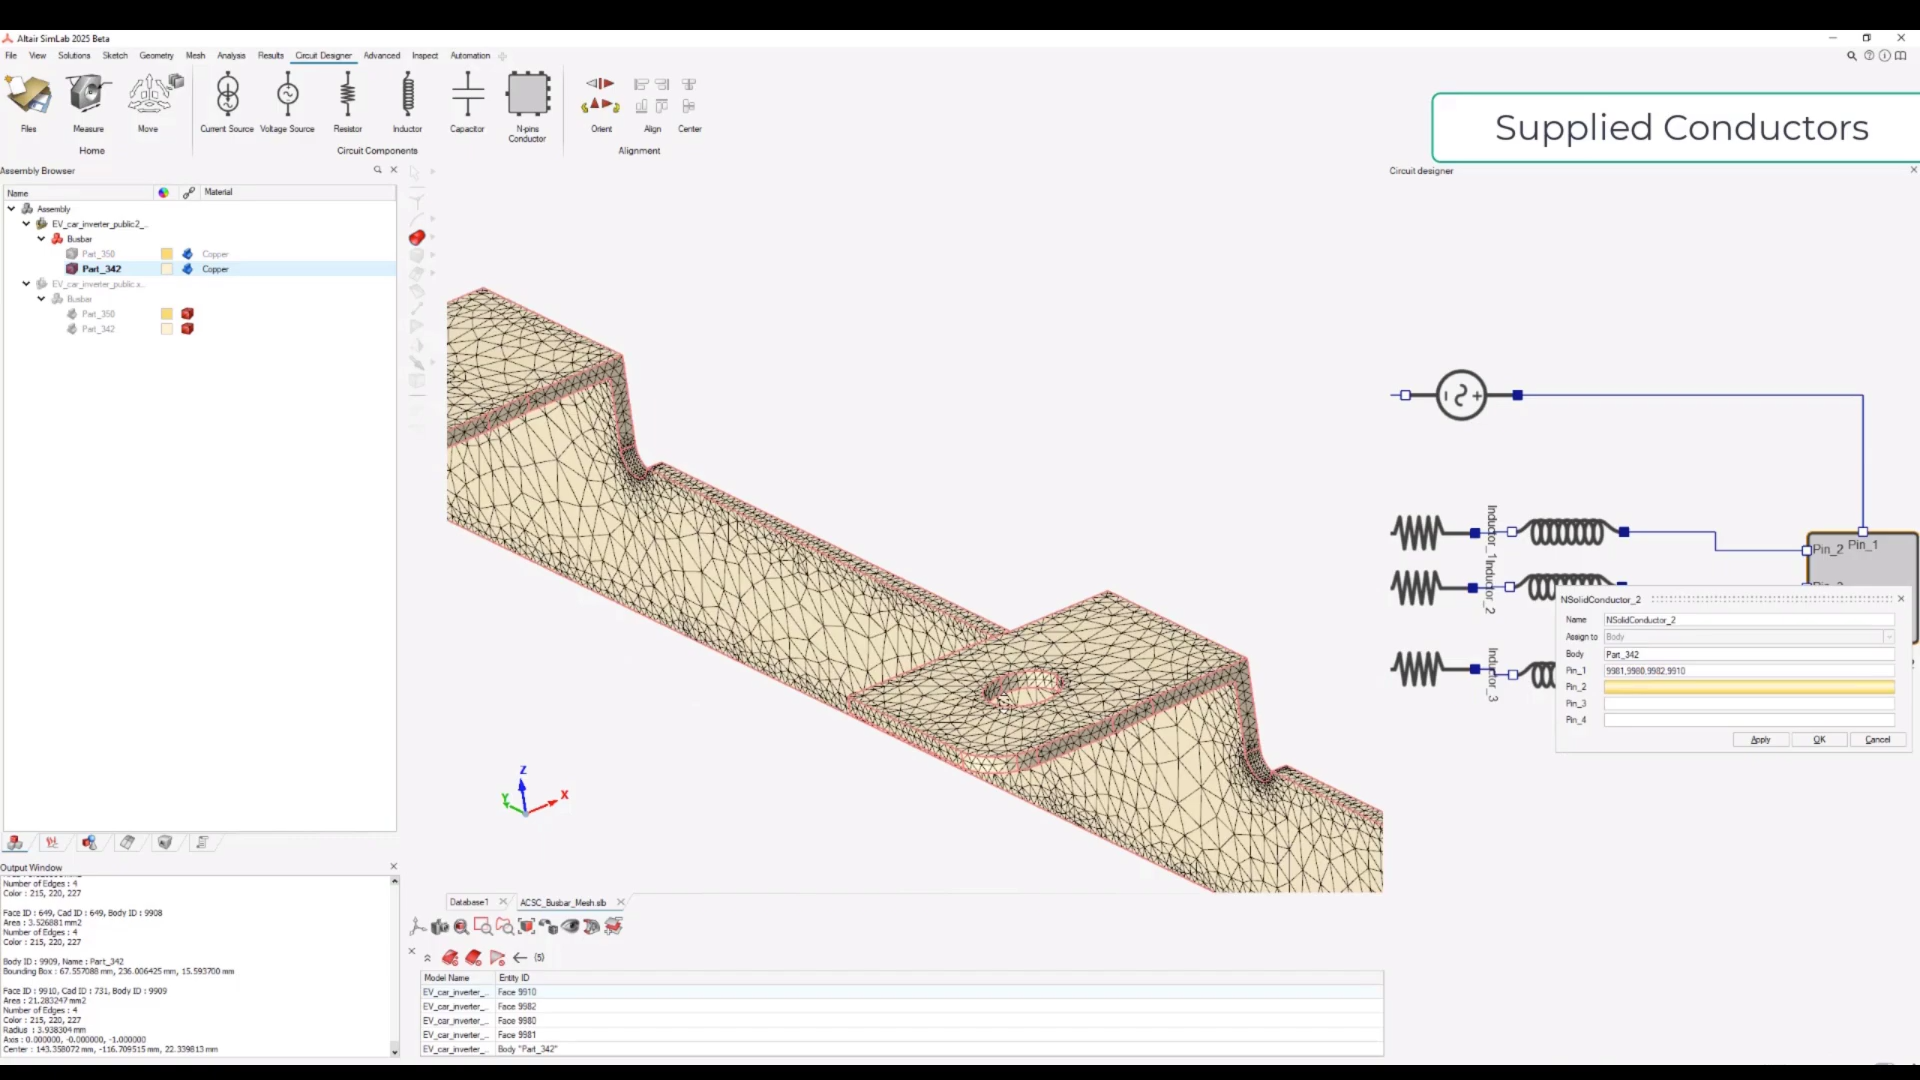 Altair SimLab 2025 Beta
File View Solutions Sketch Geometry Mesh Analysis Results Circuit Designer Advanced Inspect Automation
Files Measure Move Current Source Voltage Source Resistor Inductor Capacitor N-pins Conductor Orient Align Center
Home Circuit Components Alignment
Supplied Conductors
Assembly Browser
Circuit designer
Name Material
Assembly
EV_car_inverter_public2_...
Busbar
Part_350 Copper
Part_342 Copper
EV_car_inverter_public.x...
Busbar
Part_350
Part_342
Inductor_1
Inductor_2
Inductor_3
Pin_2 Pin_1
NSolidConductor_2
Name NSolidConductor_2
Assign to Body
Body Part_342
Pin_1 9981,9980,9982,9910
Pin_2
Pin_3
Pin_4
Apply OK Cancel
Z
Y X
Output Window
Number of Edges : 4
Color : 215, 220, 227
Face ID : 649, Cad ID : 649, Body ID : 9908
Area : 3.526881 mm2
Number of Edges : 4
Color : 215, 220, 227
Body ID : 9909, Name : Part_342
Bounding Box : 67.557088 mm, 236.006425 mm, 15.593700 mm
Face ID : 9910, Cad ID : 731, Body ID : 9909
Area : 21.283247 mm2
Number of Edges : 4
Color : 215, 220, 227
Radius : 3.938304 mm
Axis : 0.000000, -0.000000, -1.000000
Center : 143.358072 mm, -116.709515 mm, 22.339813 mm
Database1 ACSC_Busbar_Mesh.slb
(5)
Model Name Entity ID
EV_car_inverter_... Face 9910
EV_car_inverter_... Face 9982
EV_car_inverter_... Face 9980
EV_car_inverter_... Face 9981
EV_car_inverter_... Body "Part_342"